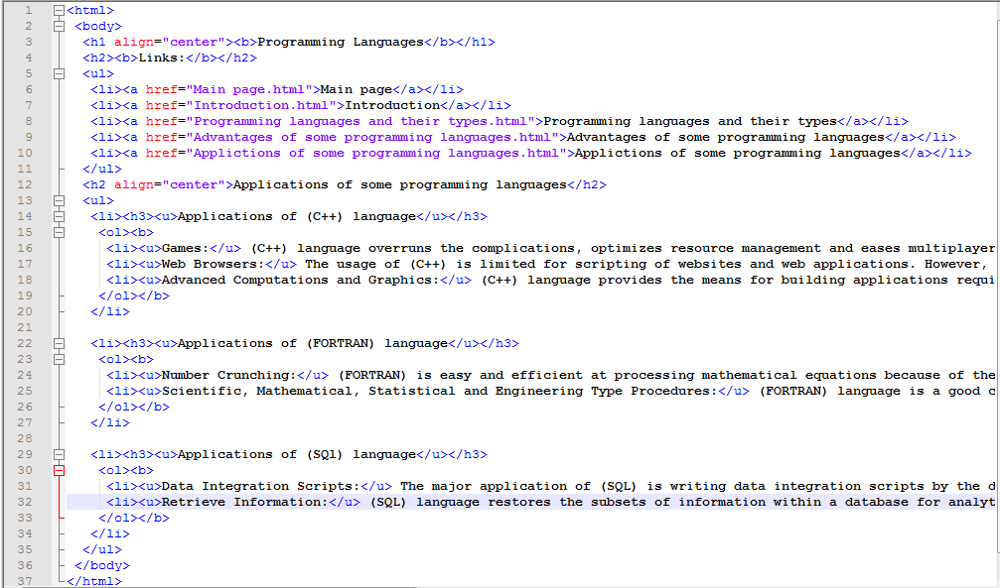 1 <html>
2 <body>
3 <h1 align="center"><b>Programming Languages</b></h1>
4 <h2><b>Links:</b></h2>
5 <ul>
6 <li><a href="Main page.html">Main page</a></li>
7 <li><a href="Introduction.html">Introduction</a></li>
8 <li><a href="Programming languages and their types.html">Programming languages and their types</a></li>
9 <li><a href="Advantages of some programming languages.html">Advantages of some programming languages</a></li>
10 <li><a href="Applictions of some programming languages.html">Applictions of some programming languages</a></li>
11 </ul>
12 <h2 align="center">Applications of some programming languages</h2>
13 <ul>
14 <li><h3><u>Applications of (C++) language</u></h3>
15 <ol><b>
16 <li><u>Games:</u> (C++) language overruns the complications, optimizes resource management and eases multiplayer
17 <li><u>Web Browsers:</u> The usage of (C++) is limited for scripting of websites and web applications. However,
18 <li><u>Advanced Computations and Graphics:</u> (C++) language provides the means for building applications requi
19 </ol></b>
20 </li>
21
22 <li><h3><u>Applications of (FORTRAN) language</u></h3>
23 <ol><b>
24 <li><u>Number Crunching:</u> (FORTRAN) is easy and efficient at processing mathematical equations because of the
25 <li><u>Scientific, Mathematical, Statistical and Engineering Type Procedures:</u> (FORTRAN) language is a good c
26 </ol></b>
27 </li>
28
29 <li><h3><u>Applications of (SQl) language</u></h3>
30 <ol><b>
31 <li><u>Data Integration Scripts:</u> The major application of (SQL) is writing data integration scripts by the d
32 <li><u>Retrieve Information:</u> (SQL) language restores the subsets of information within a database for analyt
33 </ol></b>
34 </li>
35 </ul>
36 </body>
37 </html>